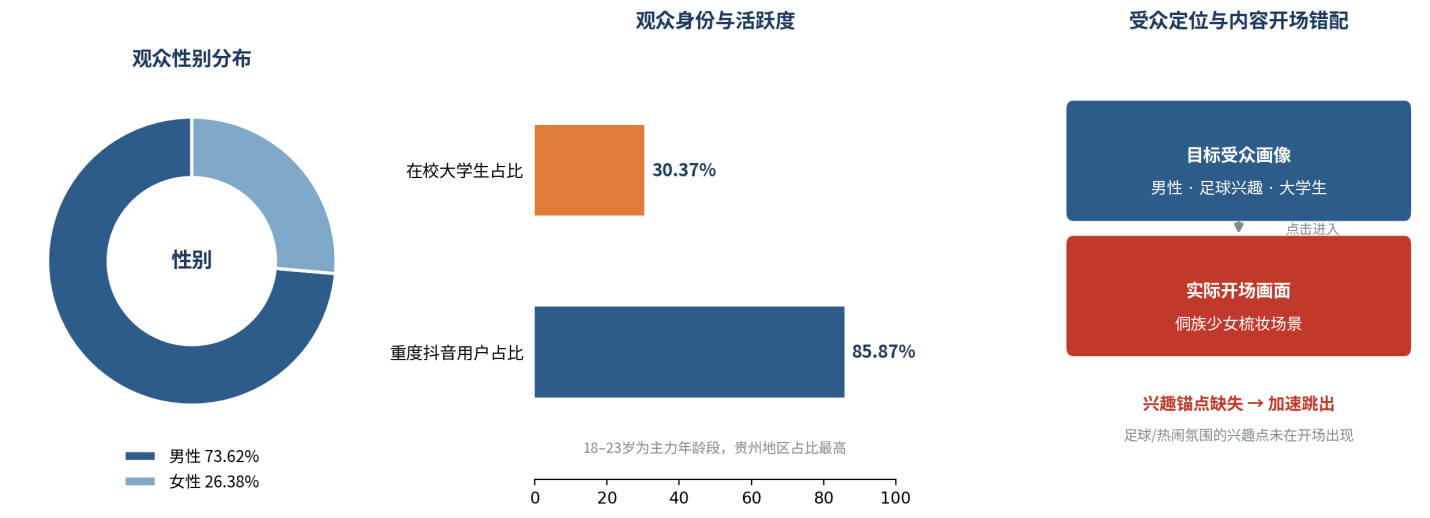 观众性别分布
性别
男性 73.62%
女性 26.38%
观众身份与活跃度
在校大学生占比
30.37%
重度抖音用户占比
85.87%
18–23岁为主力年龄段，贵州地区占比最高
0 20 40 60 80 100
受众定位与内容开场错配
目标受众画像
男性 · 足球兴趣 · 大学生
点击进入
实际开场画面
侗族少女梳妆场景
兴趣锚点缺失 → 加速跳出
足球/热闹氛围的兴趣点未在开场出现